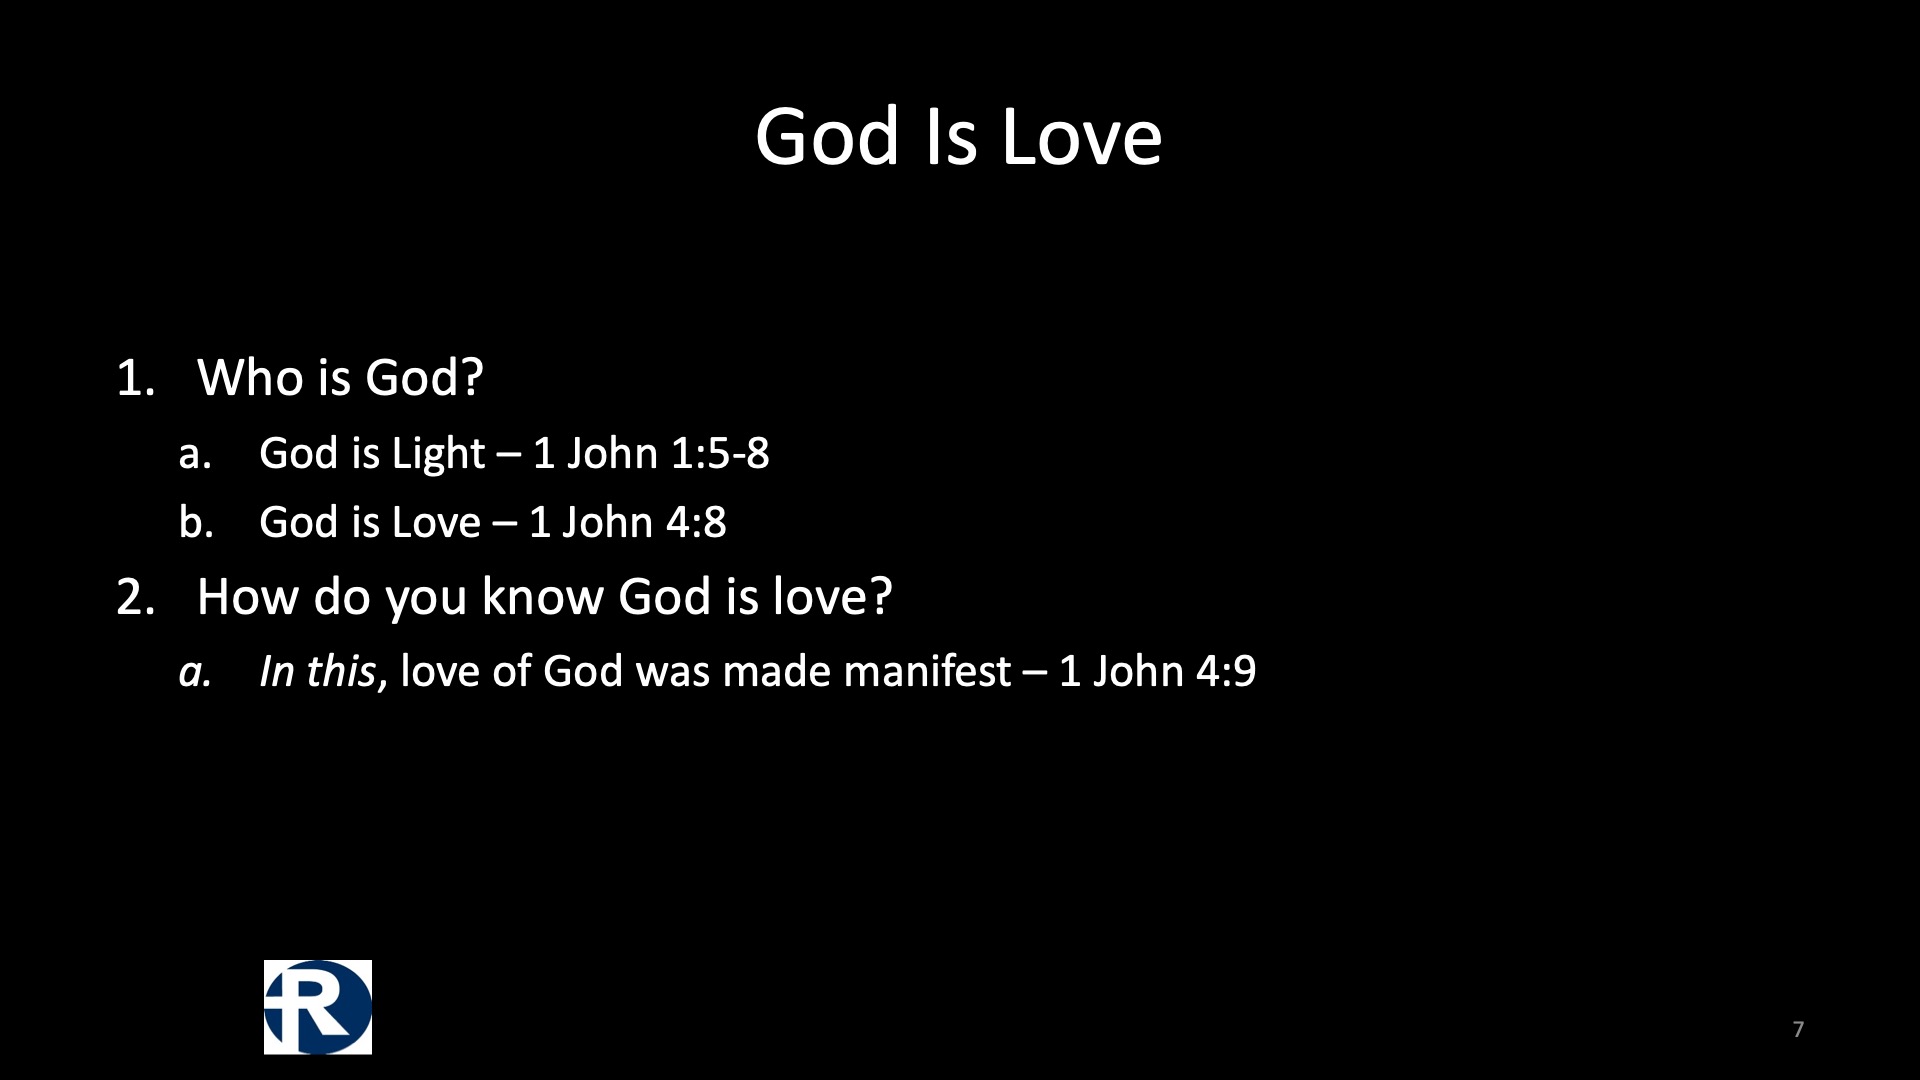 God Is Love
1. Who is God?
a. God is Light – 1 John 1:5-8
b. God is Love – 1 John 4:8
2. How do you know God is love?
a. In this, love of God was made manifest – 1 John 4:9
R
7